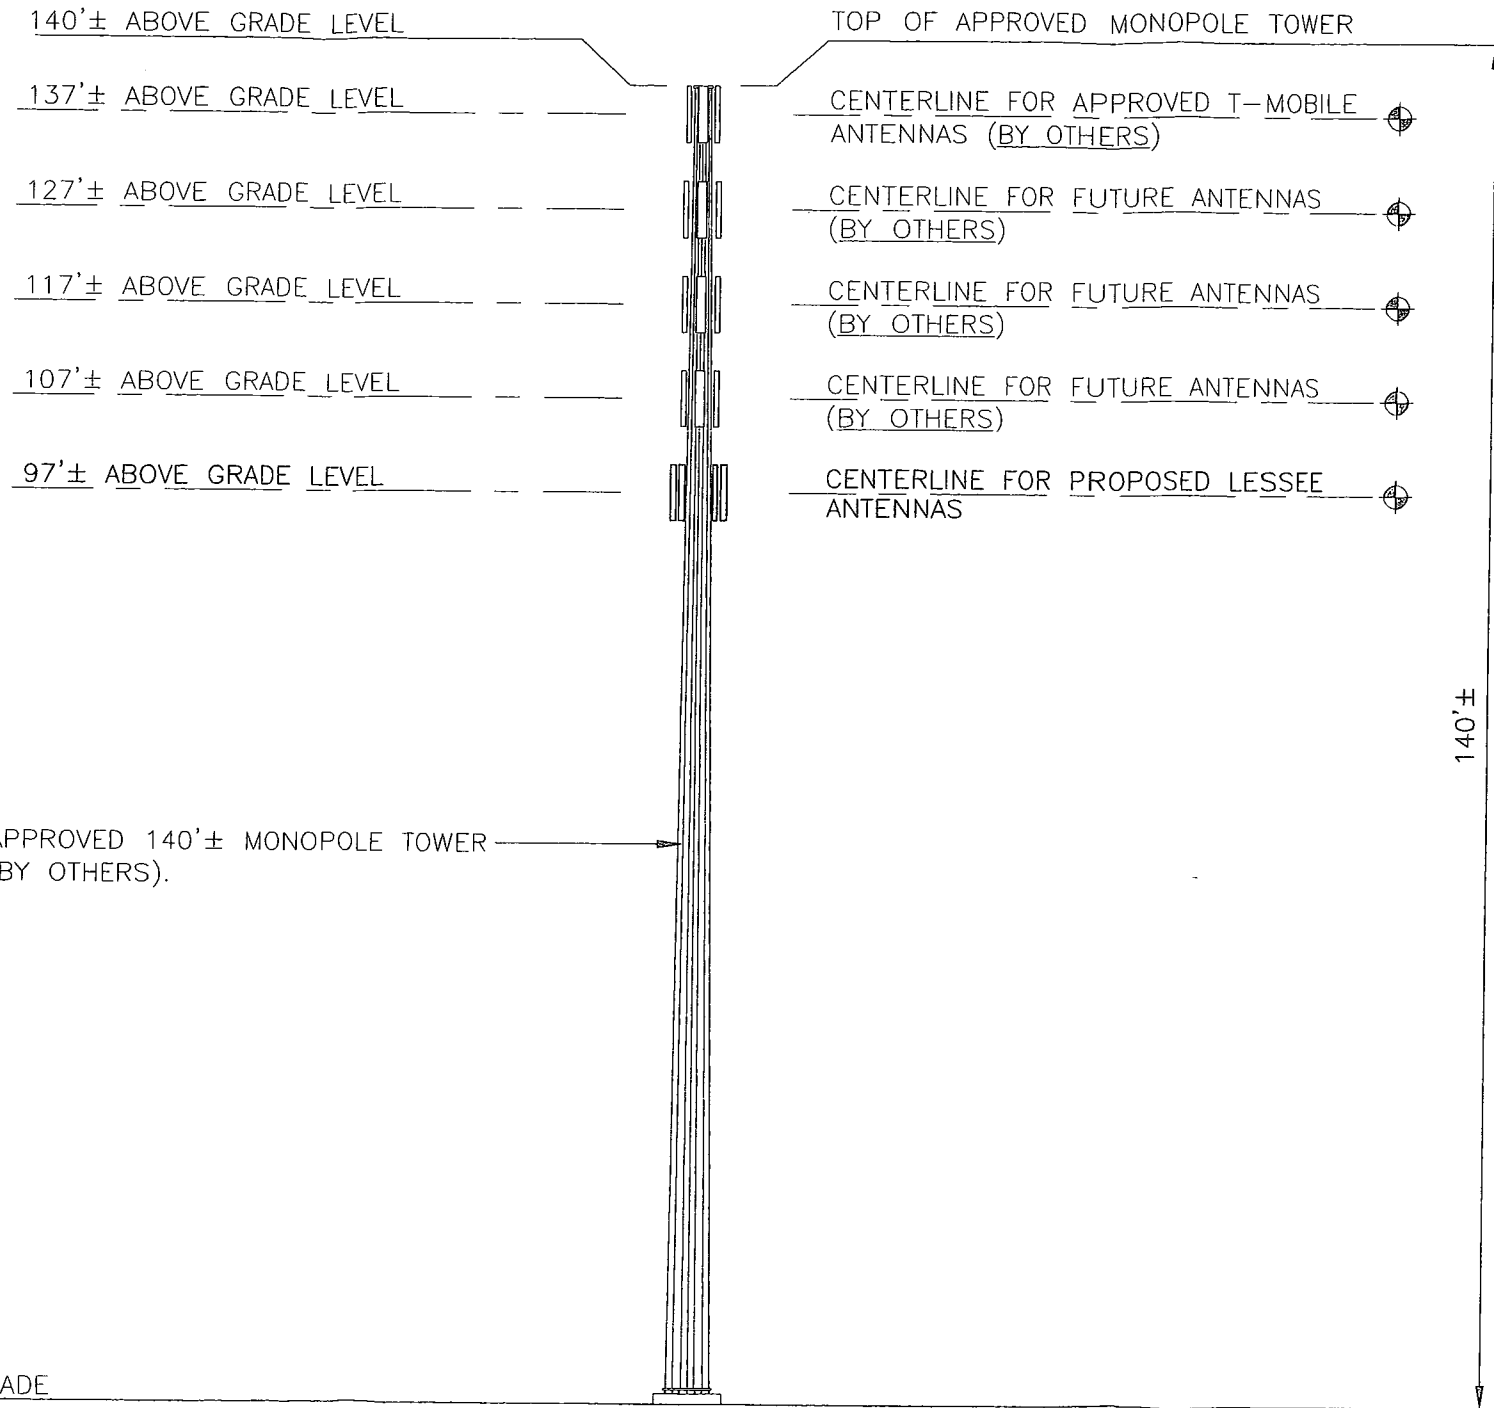 140'± ABOVE GRADE LEVEL
TOP OF APPROVED MONOPOLE TOWER
137'± ABOVE GRADE LEVEL
CENTERLINE FOR APPROVED T-MOBILE
ANTENNAS (BY OTHERS)
127'± ABOVE GRADE LEVEL
CENTERLINE FOR FUTURE ANTENNAS
(BY OTHERS)
117'± ABOVE GRADE LEVEL
CENTERLINE FOR FUTURE ANTENNAS
(BY OTHERS)
107'± ABOVE GRADE LEVEL
CENTERLINE FOR FUTURE ANTENNAS
(BY OTHERS)
97'± ABOVE GRADE LEVEL
CENTERLINE FOR PROPOSED LESSEE
ANTENNAS
140'±
APPROVED 140'± MONOPOLE TOWER
BY OTHERS).
ADE